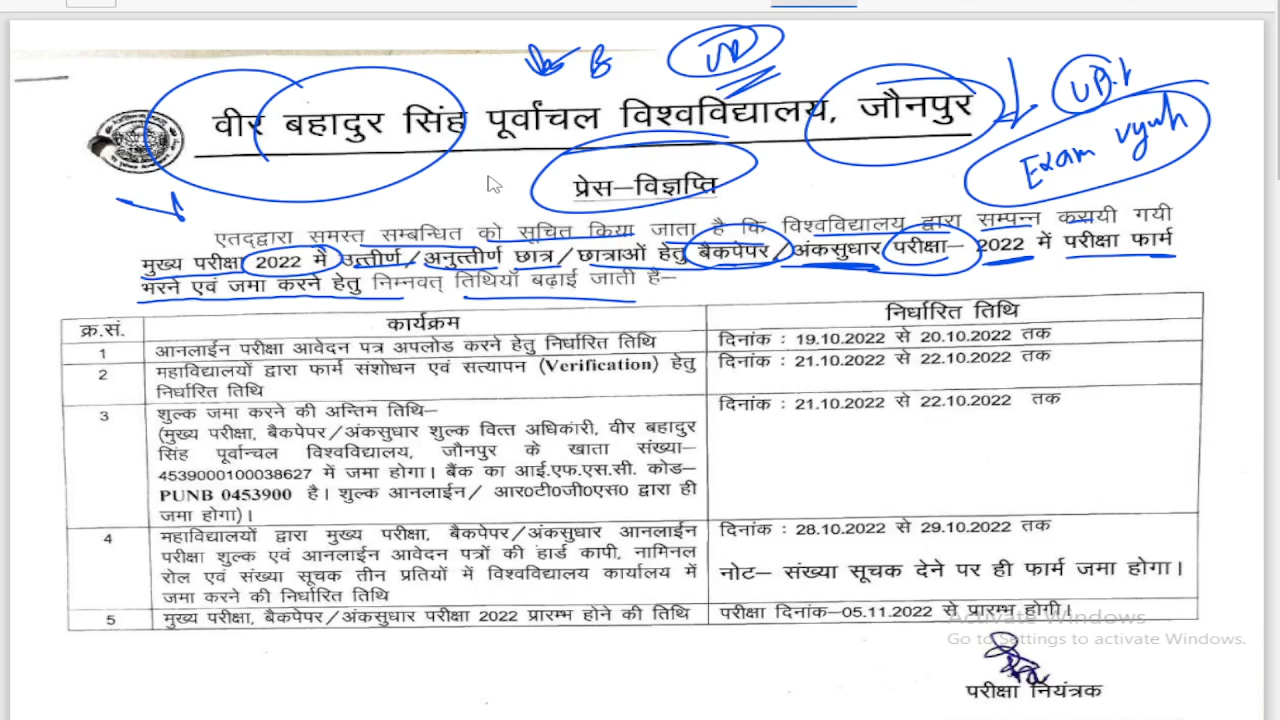 UP
UP.1
Exam vyuh
वीर बहादुर सिंह पूर्वांचल विश्वविद्यालय, जौनपुर
प्रेस–विज्ञप्ति
एतद्द्वारा समस्त सम्बन्धित को सूचित किया जाता है कि विश्वविद्यालय द्वारा सम्पन्न करायी गयी
मुख्य परीक्षा 2022 में उत्तीर्ण/अनुत्तीर्ण छात्र/छात्राओं हेतु बैकपेपर/अंकसुधार परीक्षा– 2022 में परीक्षा फार्म
भरने एवं जमा करने हेतु निम्नवत् तिथियाँ बढ़ाई जाती है–
क्र.सं. कार्यक्रम निर्धारित तिथि
1 आनलाईन परीक्षा आवेदन पत्र अपलोड करने हेतु निर्धारित तिथि दिनांक : 19.10.2022 से 20.10.2022 तक
2 महाविद्यालयों द्वारा फार्म संशोधन एवं सत्यापन (Verification) हेतु दिनांक : 21.10.2022 से 22.10.2022 तक
निर्धारित तिथि
3 शुल्क जमा करने की अन्तिम तिथि– दिनांक : 21.10.2022 से 22.10.2022 तक
(मुख्य परीक्षा, बैकपेपर/अंकसुधार शुल्क वित्त अधिकारी, वीर बहादुर
सिंह पूर्वान्चल विश्वविद्यालय, जौनपुर के खाता संख्या–
4539000100038627 में जमा होगा। बैंक का आई.एफ.एस.सी. कोड–
PUNB 0453900 है। शुल्क आनलाईन/ आर0टी0जी0एस0 द्वारा ही
जमा होगा)।
4 महाविद्यालयों द्वारा मुख्य परीक्षा, बैकपेपर/अंकसुधार आनलाईन दिनांक : 28.10.2022 से 29.10.2022 तक
परीक्षा शुल्क एवं आनलाईन आवेदन पत्रों की हार्ड कापी, नामिनल
रोल एवं संख्या सूचक तीन प्रतियों में विश्वविद्यालय कार्यालय में नोट– संख्या सूचक देने पर ही फार्म जमा होगा।
जमा करने की निर्धारित तिथि
5 मुख्य परीक्षा, बैकपेपर/अंकसुधार परीक्षा 2022 प्रारम्भ होने की तिथि परीक्षा दिनांक–05.11.2022 से प्रारम्भ होगी।
Activate Windows
Go to Settings to activate Windows.
परीक्षा नियंत्रक